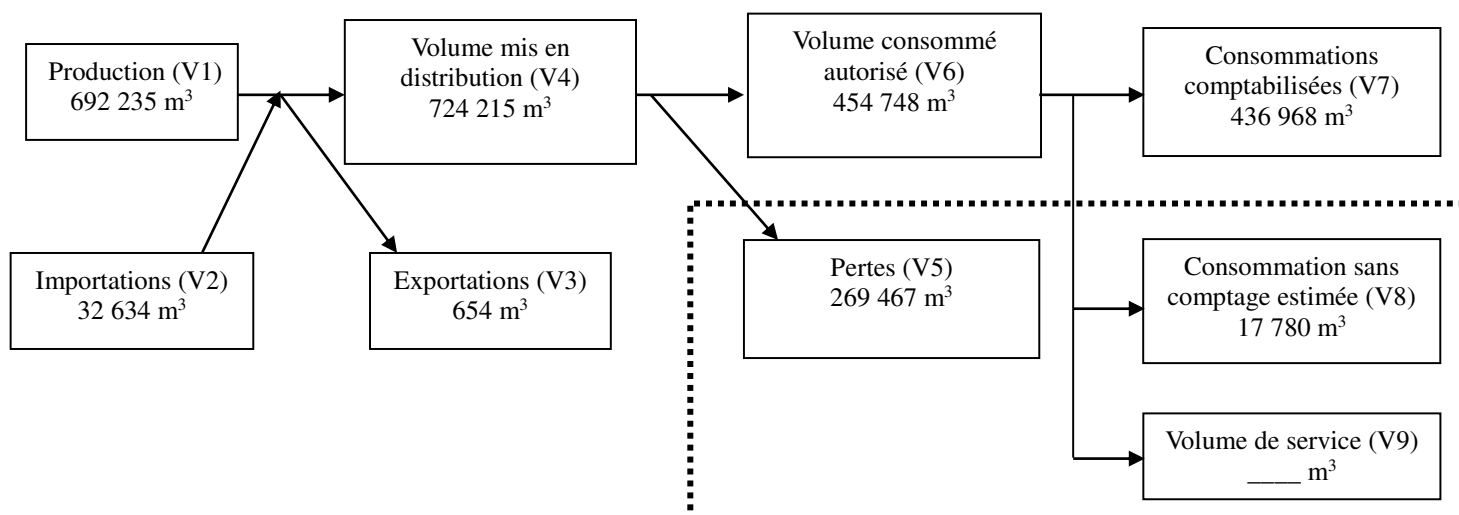 Production (V1)
692 235 m³
Volume mis en
distribution (V4)
724 215 m³
Volume consommé
autorisé (V6)
454 748 m³
Consommations
comptabilisées (V7)
436 968 m³
Importations (V2)
32 634 m³
Exportations (V3)
654 m³
Pertes (V5)
269 467 m³
Consommation sans
comptage estimée (V8)
17 780 m³
Volume de service (V9)
____ m³